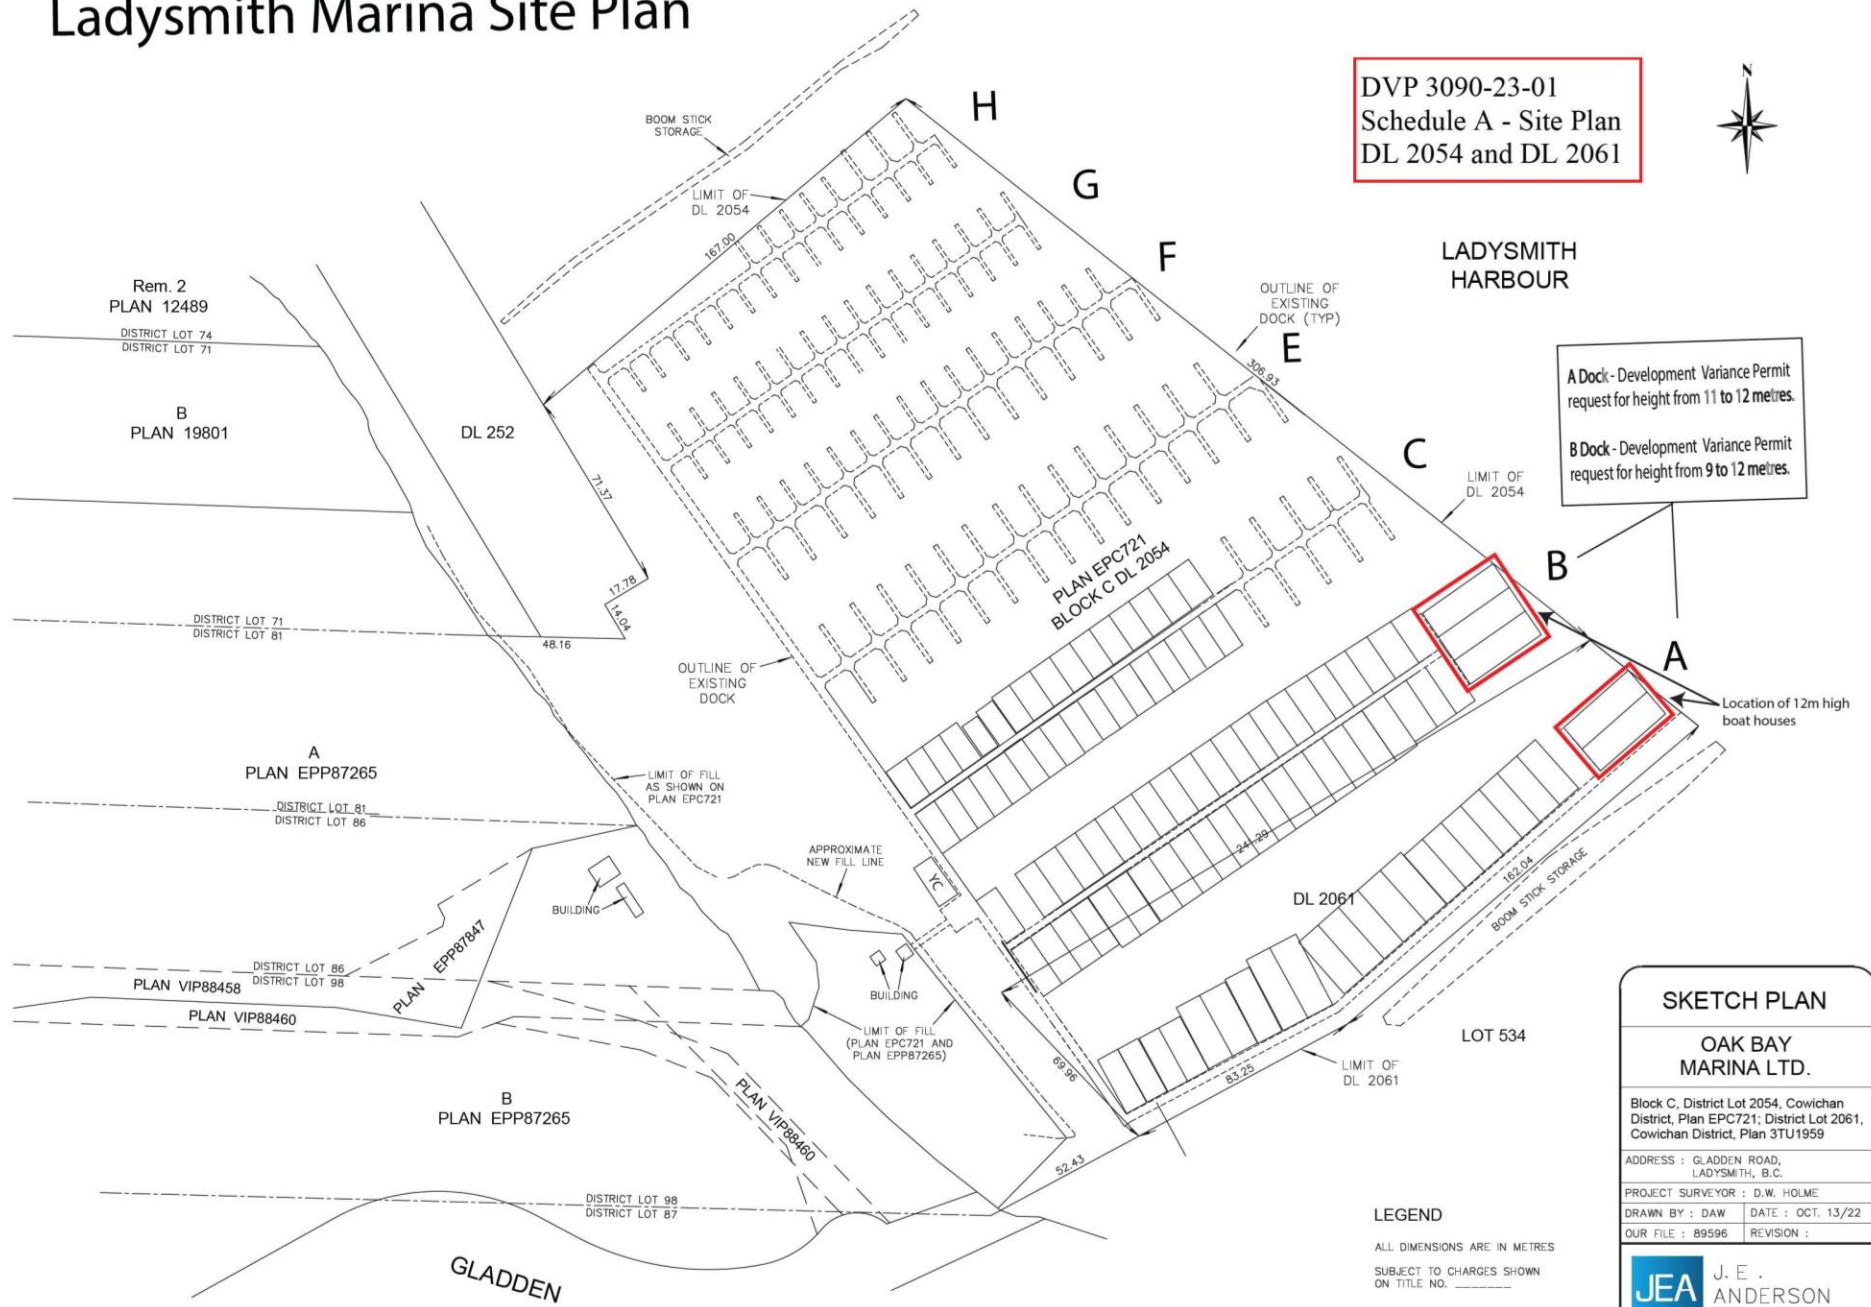 Ladysmith Marina Site Plan
DVP 3090-23-01
Schedule A - Site Plan
DL 2054 and DL 2061
N
H
G
F
E
C
B
A
BOOM STICK
STORAGE
LIMIT OF
DL 2054
167.00
LADYSMITH
HARBOUR
OUTLINE OF
EXISTING
DOCK (TYP)
306.93
Rem. 2
PLAN 12489
DISTRICT LOT 74
DISTRICT LOT 71
B
PLAN 19801
DL 252
71.37
A Dock - Development Variance Permit
request for height from 11 to 12 metres.
B Dock - Development Variance Permit
request for height from 9 to 12 metres.
LIMIT OF
DL 2054
PLAN EPC721
BLOCK C DL 2054
17.78
14.04
DISTRICT LOT 71
DISTRICT LOT 81
48.16
OUTLINE OF
EXISTING
DOCK
Location of 12m high
boat houses
A
PLAN EPP87265
LIMIT OF FILL
AS SHOWN ON
PLAN EPC721
DISTRICT LOT 81
DISTRICT LOT 86
APPROXIMATE
NEW FILL LINE
YC
241.29
162.04
BOOM STICK STORAGE
DL 2061
BUILDING
PLAN EPP87847
DISTRICT LOT 86
DISTRICT LOT 98
PLAN VIP88458
PLAN VIP88460
BUILDING
LIMIT OF FILL
(PLAN EPC721 AND
PLAN EPP87265)
69.96
83.25
LIMIT OF
DL 2061
LOT 534
B
PLAN EPP87265
PLAN VIP88460
52.43
DISTRICT LOT 98
DISTRICT LOT 87
GLADDEN
LEGEND
ALL DIMENSIONS ARE IN METRES
SUBJECT TO CHARGES SHOWN
ON TITLE NO. _______
SKETCH PLAN
OAK BAY
MARINA LTD.
Block C, District Lot 2054, Cowichan
District, Plan EPC721; District Lot 2061,
Cowichan District, Plan 3TU1959
ADDRESS : GLADDEN ROAD,
LADYSMITH, B.C.
PROJECT SURVEYOR : D.W. HOLME
DRAWN BY : DAW DATE : OCT. 13/22
OUR FILE : 89596 REVISION :
JEA J. E .
ANDERSON